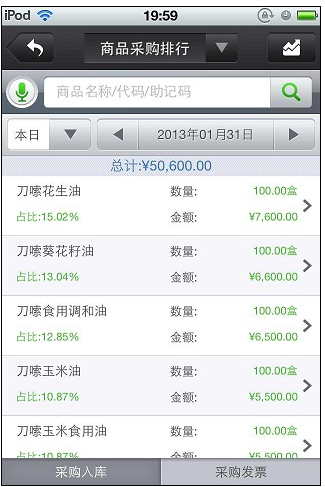 iPod 19:59
商品采购排行
商品名称/代码/助记码
本日 2013年01月31日
总计:¥50,600.00
刀嗦花生油 数量: 100.00盒
占比:15.02% 金额: ¥7,600.00
刀嗦葵花籽油 数量: 100.00盒
占比:13.04% 金额: ¥6,600.00
刀嗦食用调和油 数量: 100.00盒
占比:12.85% 金额: ¥6,500.00
刀嗦玉米油 数量: 100.00盒
占比:10.87% 金额: ¥5,500.00
刀嗦玉米食用油 数量: 100.00盒
占比:10.87% 金额: ¥5,500.00
采购入库 采购发票